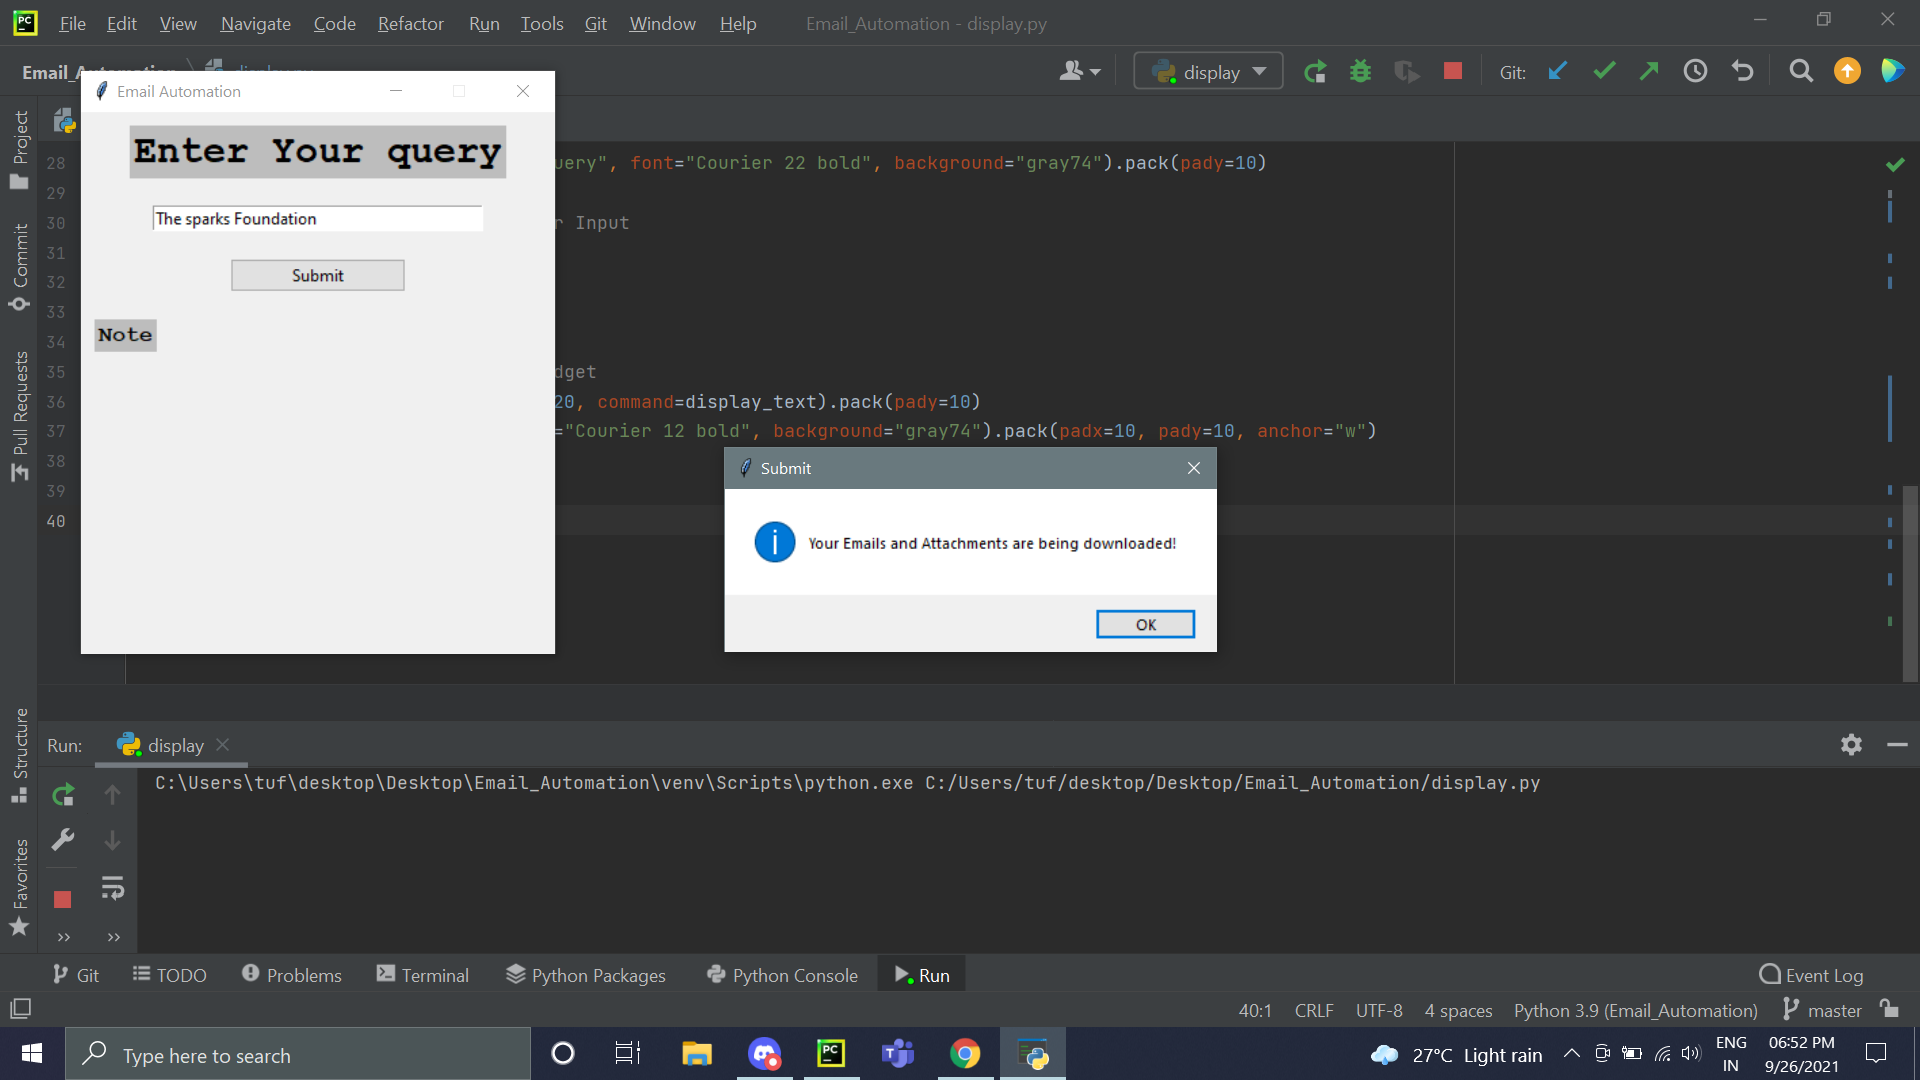 File Edit View Navigate Code Refactor Run Tools Git Window Help Email_Automation - display.py
display Git:
Email Automation
Enter Your query
The sparks Foundation
Submit
Note
28 uery", font="Courier 22 bold", background="gray74").pack(pady=10)
29
30 r Input
31
32
33
34
35 dget
36 20, command=display_text).pack(pady=10)
37 ="Courier 12 bold", background="gray74").pack(padx=10, pady=10, anchor="w")
38
39
40
Submit
Your Emails and Attachments are being downloaded!
OK
Project
Commit
Pull Requests
Structure
Favorites
Run: display
C:\Users\tuf\desktop\Desktop\Email_Automation\venv\Scripts\python.exe C:/Users/tuf/desktop/Desktop/Email_Automation/display.py
Git TODO Problems Terminal Python Packages Python Console Run Event Log
40:1 CRLF UTF-8 4 spaces Python 3.9 (Email_Automation) master
Type here to search
PC
27°C Light rain
ENG
IN
06:52 PM
9/26/2021